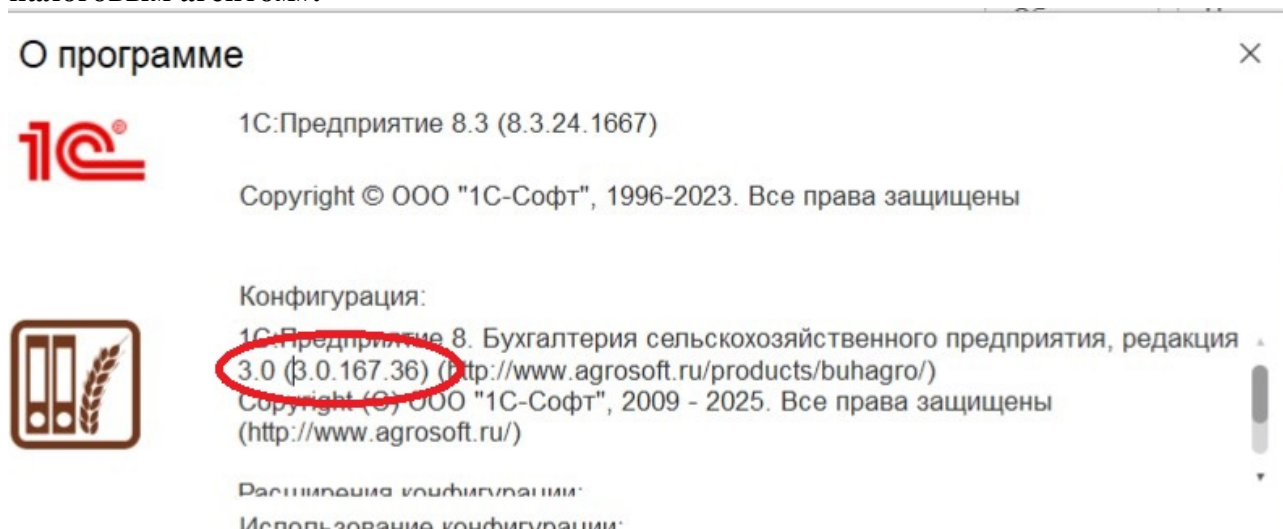 О программе
1С:Предприятие 8.3 (8.3.24.1667)
Copyright © ООО "1С-Софт", 1996-2023. Все права защищены
Конфигурация:
1С:Предприятие 8. Бухгалтерия сельскохозяйственного предприятия, редакция
3.0 (3.0.167.36) (http://www.agrosoft.ru/products/buhagro/)
Copyright (С) ООО "1С-Софт", 2009 - 2025. Все права защищены
(http://www.agrosoft.ru/)
Расширения конфигурации:
Использование конфигурации: